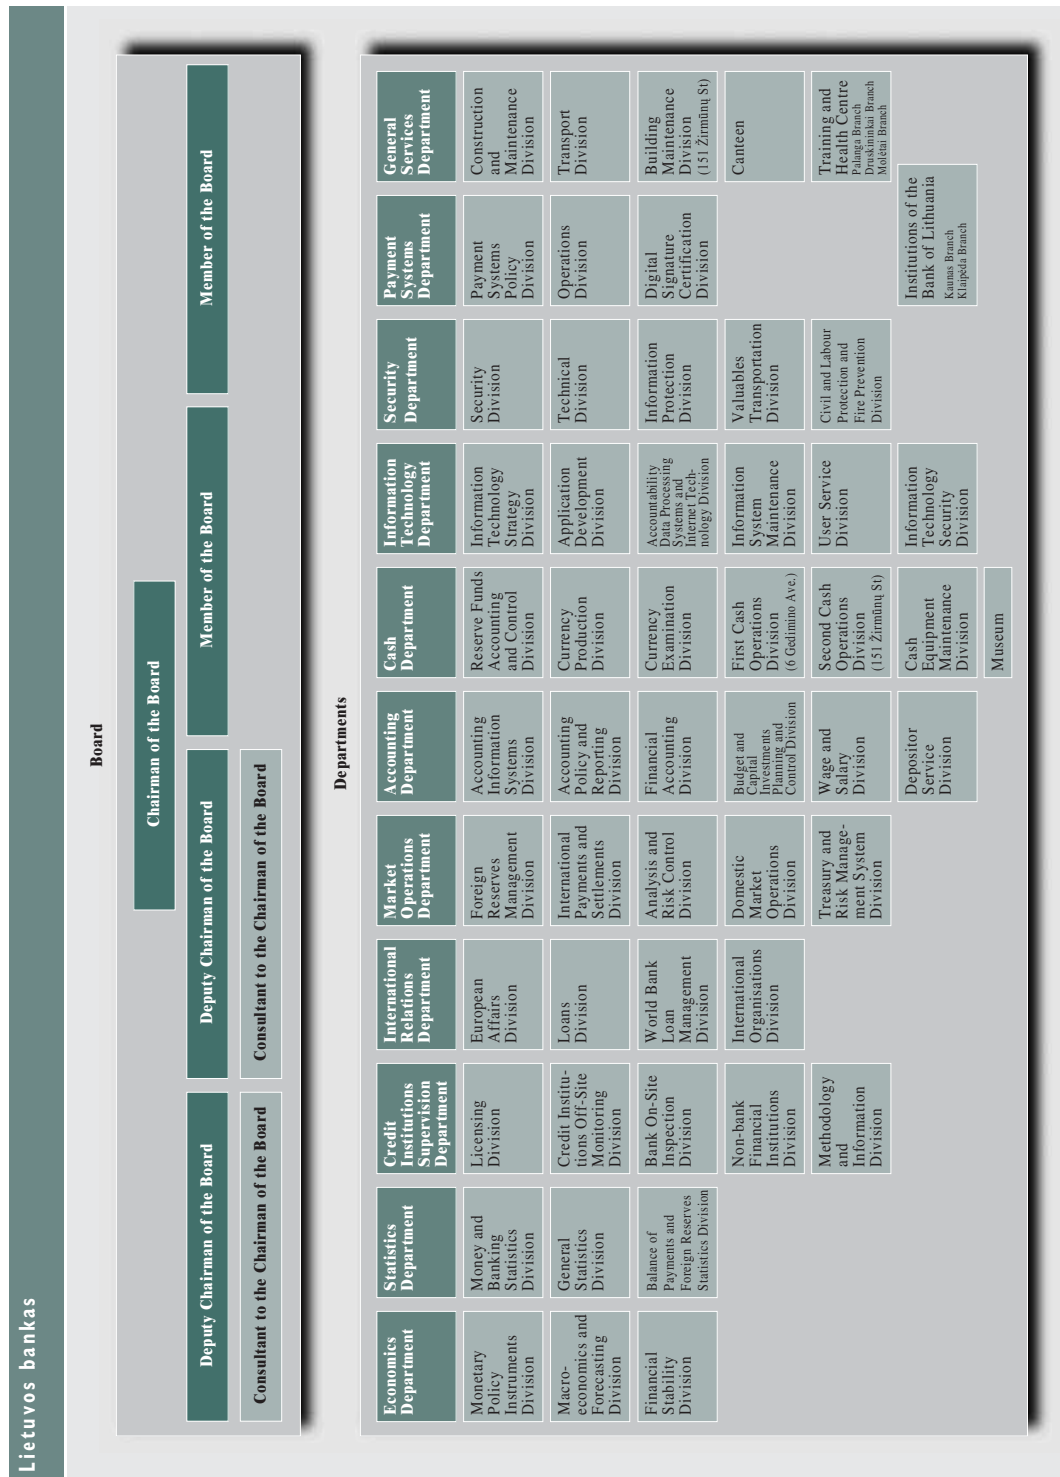 Lietuvos bankas
Board
Chairman of the Board
Deputy Chairman of the Board
Deputy Chairman of the Board
Member of the Board
Member of the Board
Consultant to the Chairman of the Board
Consultant to the Chairman of the Board
Departments
Economics
Department
Monetary
Policy
Instruments
Division
Macro-
economics and
Forecasting
Division
Financial
Stability
Division
Statistics
Department
Money and
Banking
Statistics
Division
General
Statistics
Division
Balance of
Payments and
Foreign Reserves
Statistics Division
Credit
Institutions
Supervision
Department
Licensing
Division
Credit Institu-
tions Off-Site
Monitoring
Division
Bank On-Site
Inspection
Division
Non-bank
Financial
Institutions
Division
Methodology
and
Information
Division
International
Relations
Department
European
Affairs
Division
Loans
Division
World Bank
Loan
Management
Division
International
Organisations
Division
Market
Operations
Department
Foreign
Reserves
Management
Division
International
Payments and
Settlements
Division
Analysis and
Risk Control
Division
Domestic
Market
Operations
Division
Treasury and
Risk Manage-
ment System
Division
Accounting
Department
Accounting
Information
Systems
Division
Accounting
Policy and
Reporting
Division
Financial
Accounting
Division
Budget and
Capital
Investments
Planning and
Control Division
Wage and
Salary
Division
Depositor
Service
Division
Cash
Department
Reserve Funds
Accounting
and Control
Division
Currency
Production
Division
Currency
Examination
Division
First Cash
Operations
Division
(6 Gedimino Ave.)
Second Cash
Operations
Division
(151 Žirmūnų St)
Cash
Equipment
Maintenance
Division
Museum
Information
Technology
Department
Information
Technology
Strategy
Division
Application
Development
Division
Accountability
Data Processing
Systems and
Internet Tech-
nology Division
Information
System
Maintenance
Division
User Service
Division
Information
Technology
Security
Division
Security
Department
Security
Division
Technical
Division
Information
Protection
Division
Valuables
Transportation
Division
Civil and Labour
Protection and
Fire Prevention
Division
Payment
Systems
Department
Payment
Systems
Policy
Division
Operations
Division
Digital
Signature
Certification
Division
General
Services
Department
Construction
and
Maintenance
Division
Transport
Division
Building
Maintenance
Division
(151 Žirmūnų St)
Canteen
Training and
Health Centre
Palanga Branch
Druskininkai Branch
Molėtai Branch
Institutions of the
Bank of Lithuania
Kaunas Branch
Klaipėda Branch